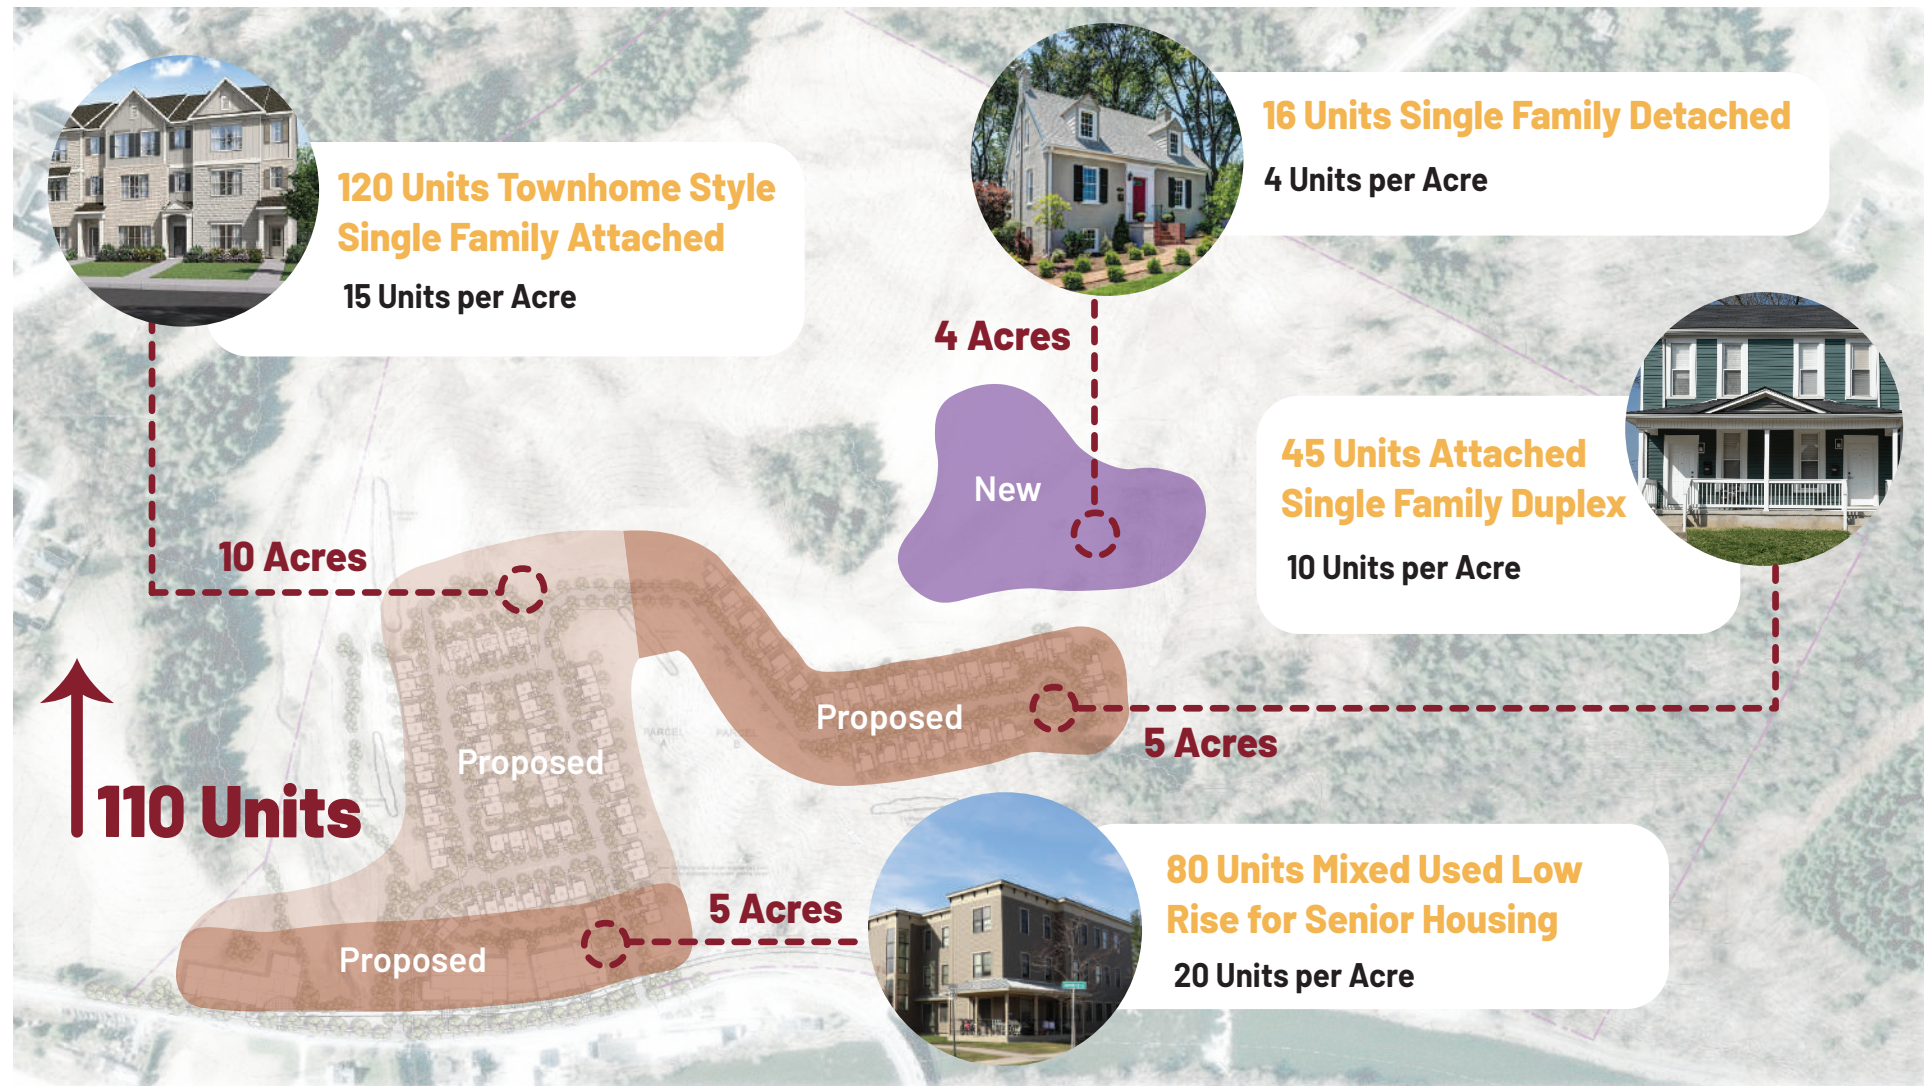 120 Units Townhome Style
Single Family Attached
15 Units per Acre
16 Units Single Family Detached
4 Units per Acre
4 Acres
45 Units Attached
Single Family Duplex
10 Units per Acre
New
10 Acres
Proposed
5 Acres
Proposed
PARCEL
A
B
110 Units
80 Units Mixed Used Low
Rise for Senior Housing
20 Units per Acre
5 Acres
Proposed